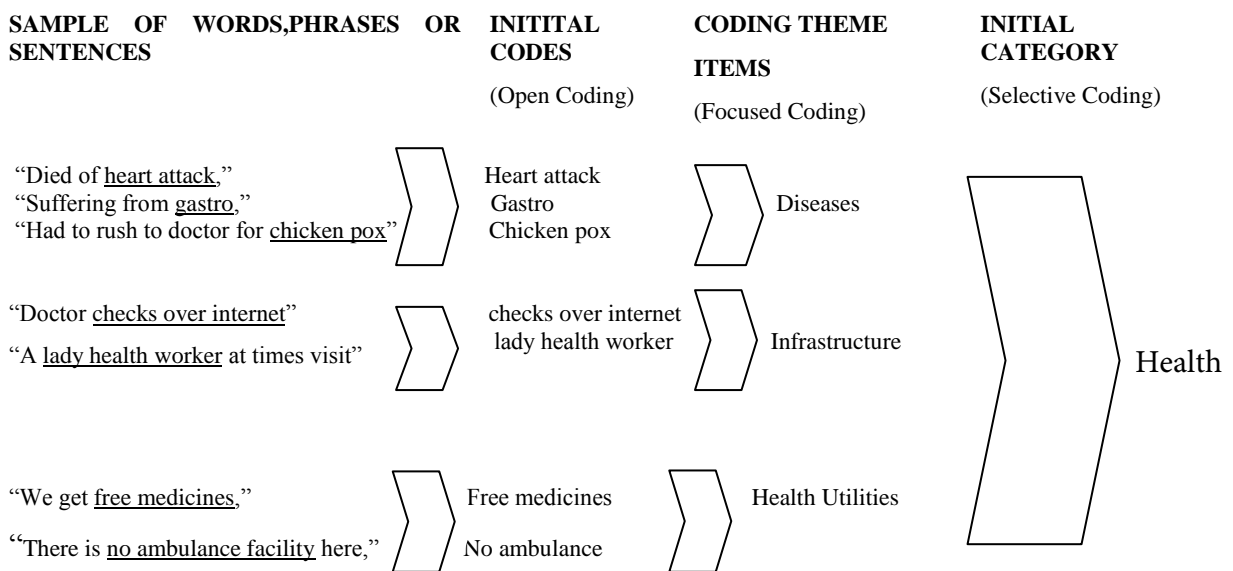 SAMPLE OF WORDS,PHRASES OR SENTENCES
INITITAL CODES
(Open Coding)
CODING THEME ITEMS
(Focused Coding)
INITIAL CATEGORY
(Selective Coding)
“Died of heart attack,”
“Suffering from gastro,”
“Had to rush to doctor for chicken pox”
Heart attack
Gastro
Chicken pox
Diseases
“Doctor checks over internet”
“A lady health worker at times visit”
checks over internet
lady health worker
Infrastructure
Health
“We get free medicines,”
Free medicines
Health Utilities
“There is no ambulance facility here,”
No ambulance